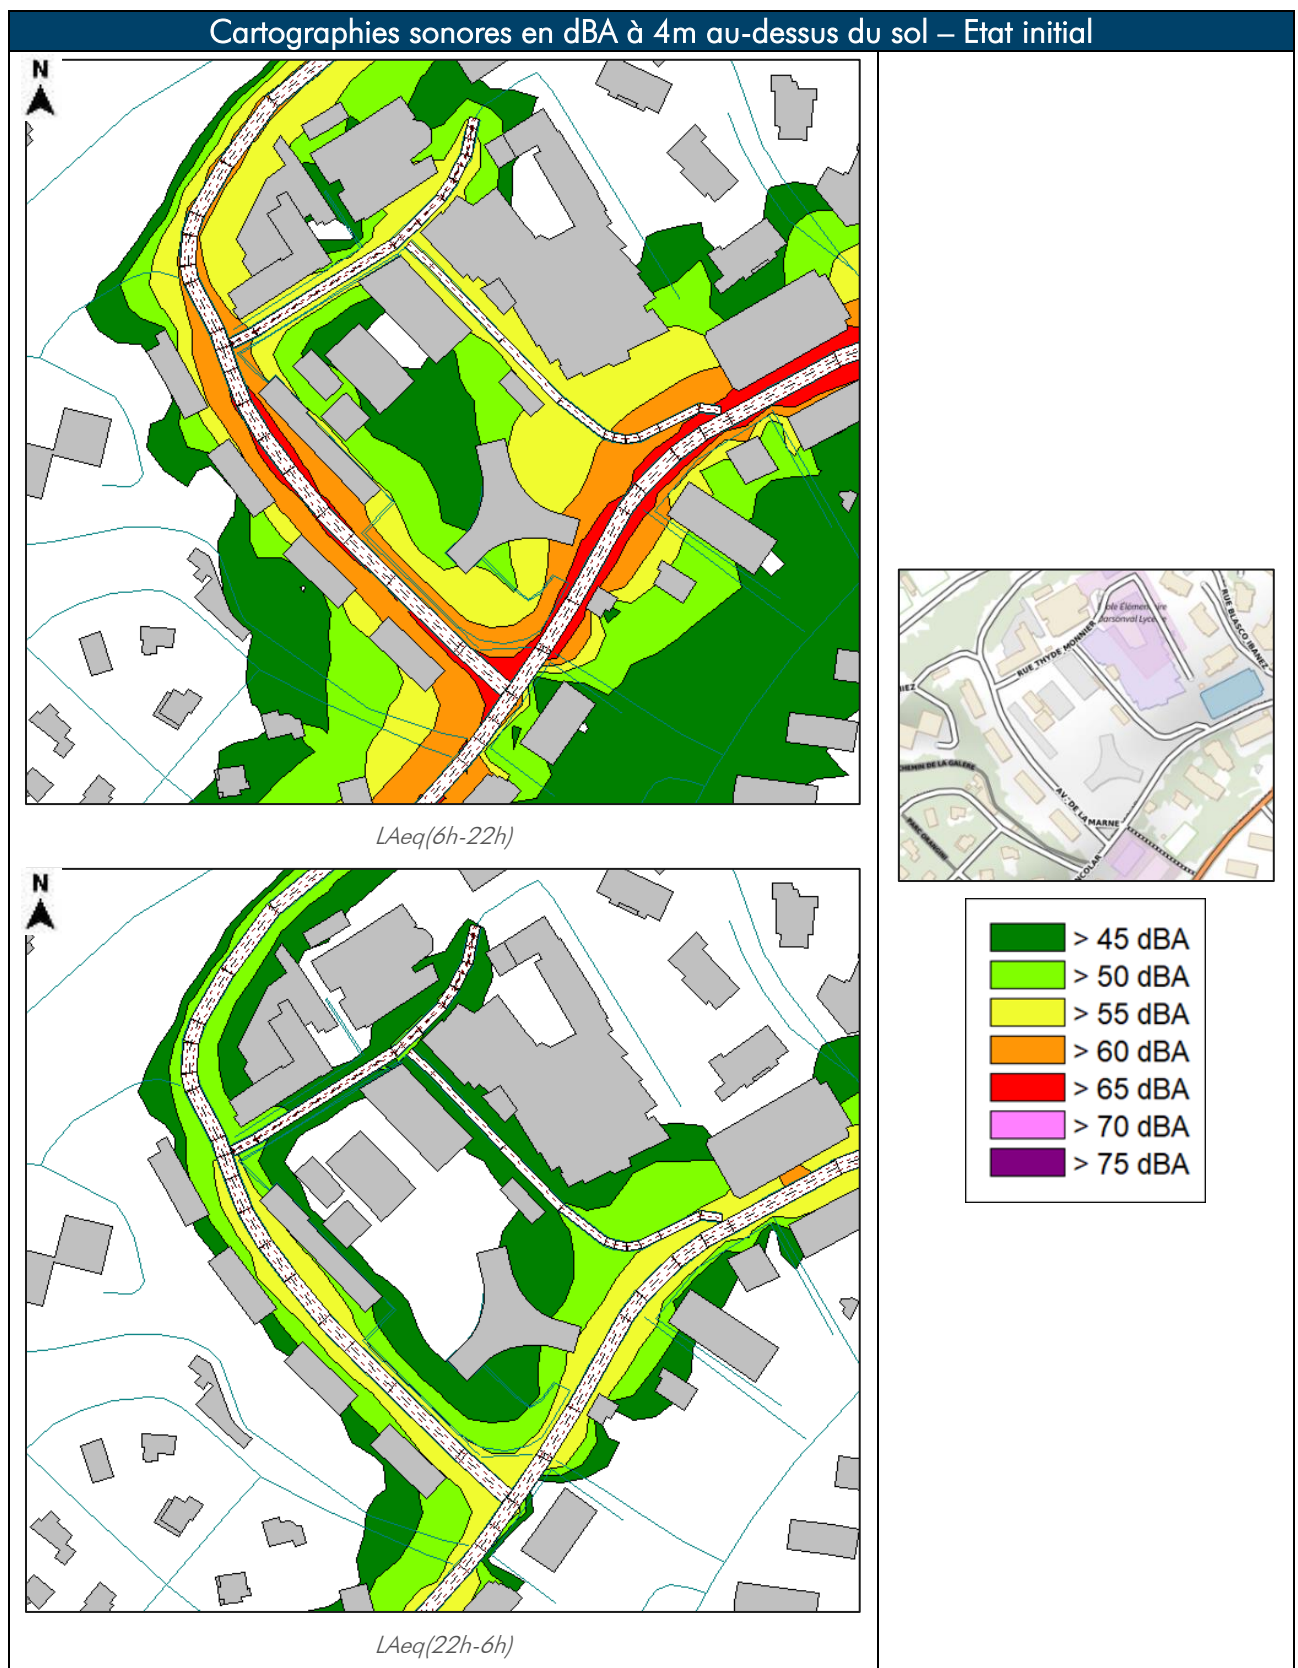 Cartographies sonores en dBA à 4m au-dessus du sol – Etat initial
N
LAeq(6h-22h)
RUE THYDE MONNIER
RUE BLASCO IBANEZ
CHEMIN DE LA GALERE
AV. DE LA MARNE
> 45 dBA
> 50 dBA
> 55 dBA
> 60 dBA
> 65 dBA
> 70 dBA
> 75 dBA
N
LAeq(22h-6h)